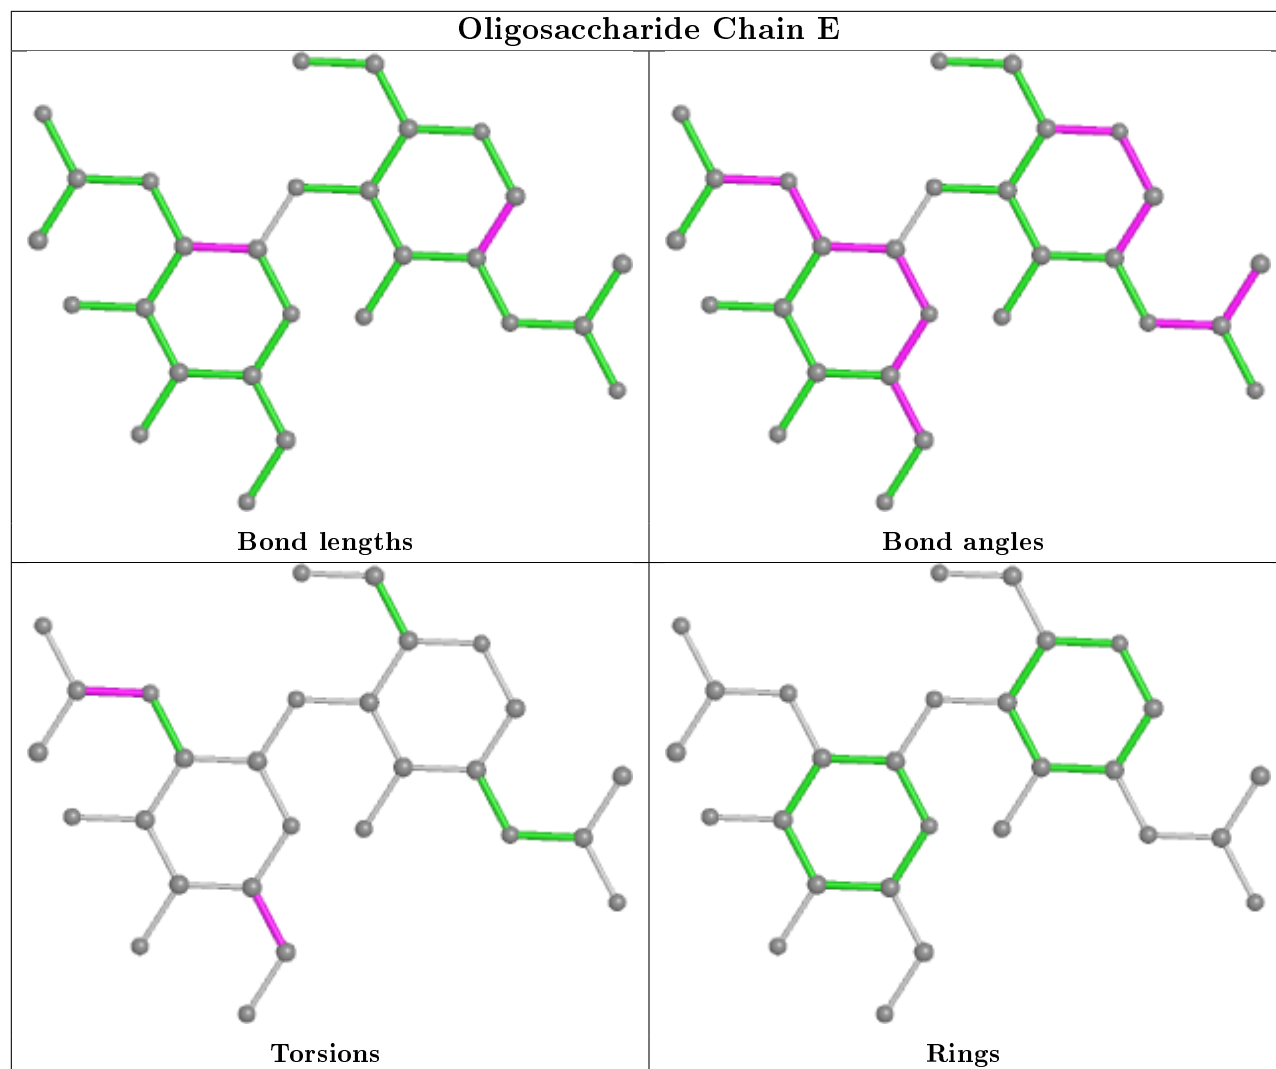 Oligosaccharide Chain E
Bond lengths
Bond angles
Torsions
Rings